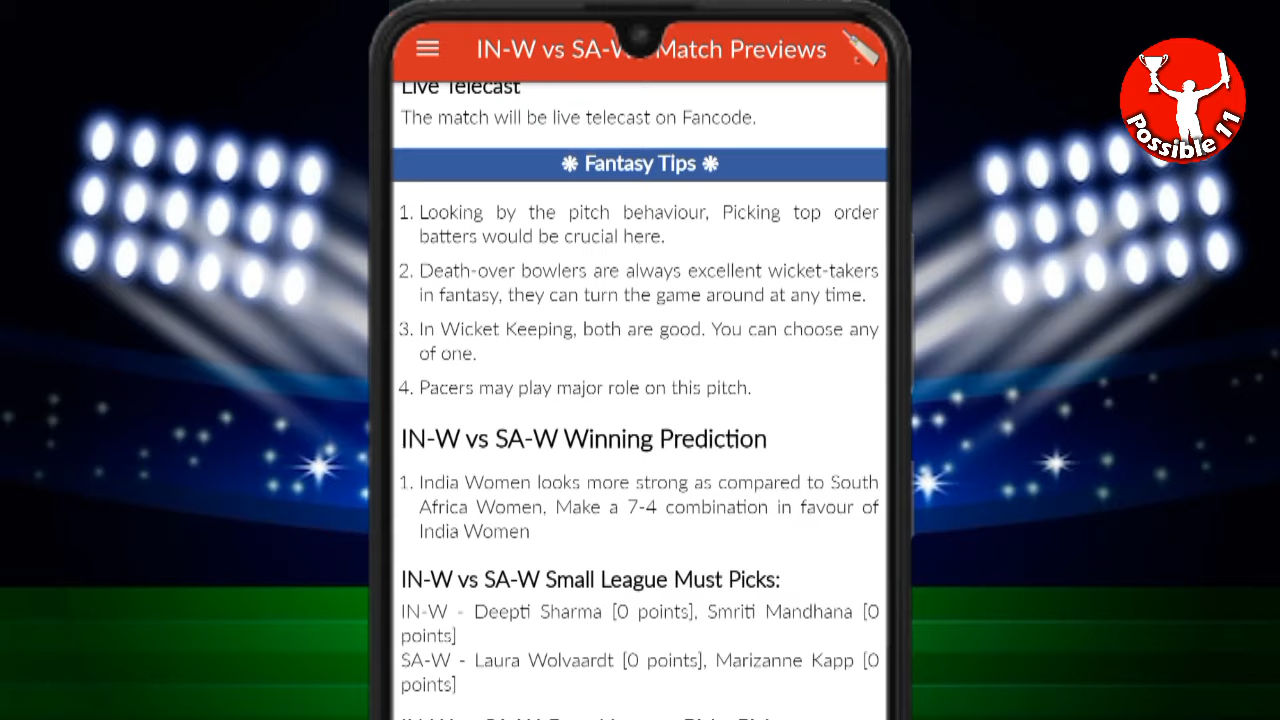 IN-W vs SA-W Match Previews
Possible 11
Live Telecast
The match will be live telecast on Fancode.
❋ Fantasy Tips ❋
1. Looking by the pitch behaviour, Picking top order
batters would be crucial here.
2. Death-over bowlers are always excellent wicket-takers
in fantasy, they can turn the game around at any time.
3. In Wicket Keeping, both are good. You can choose any
of one.
4. Pacers may play major role on this pitch.
IN-W vs SA-W Winning Prediction
1. India Women looks more strong as compared to South
Africa Women, Make a 7-4 combination in favour of
India Women
IN-W vs SA-W Small League Must Picks:
IN-W - Deepti Sharma [0 points], Smriti Mandhana [0
points]
SA-W - Laura Wolvaardt [0 points], Marizanne Kapp [0
points]